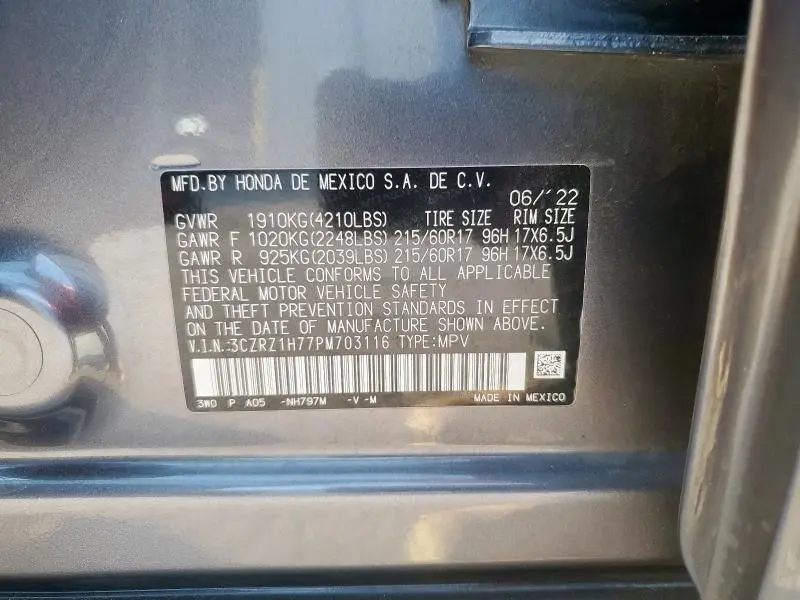 MFD.BY HONDA DE MEXICO S.A. DE C.V.
06/'22
GVWR 1910KG(4210LBS) TIRE SIZE RIM SIZE
GAWR F 1020KG(2248LBS) 215/60R17 96H 17X6.5J
GAWR R 925KG(2039LBS) 215/60R17 96H 17X6.5J
THIS VEHICLE CONFORMS TO ALL APPLICABLE
FEDERAL MOTOR VEHICLE SAFETY
AND THEFT PREVENTION STANDARDS IN EFFECT
ON THE DATE OF MANUFACTURE SHOWN ABOVE.
V.I.N.:3CZRZ1H77PM703116 TYPE:MPV
3W0 P A05 -NH797M -V -M MADE IN MEXICO